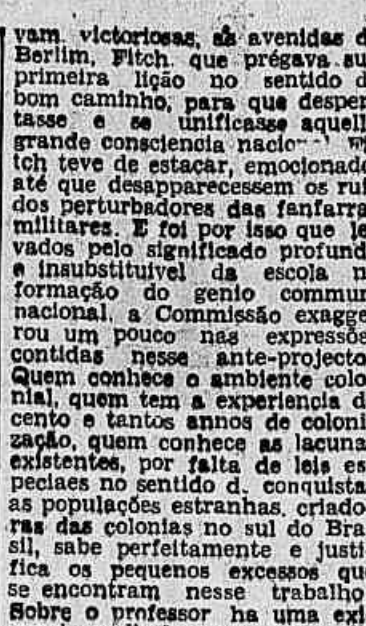 vam. victoriosas, as avenidas d
Berlim, Fitch. que prégava su
primeira lição no sentido d
bom caminho, para que desper
tasse e se unificasse aquell
grande consciencia nacio
tch teve de estacar, emocionad
até que desapparecessem os rui
dos perturbadores das fanfarra
militares. E foi por isso que le
vados pelo significado profund
e insubstituivel da escola n
formação do genio commu
nacional, a Commissão exagge
rou um pouco nas expressõe
contidas nesse ante-projecto
Quem conhece o ambiente colo
nial, quem tem a experiencia d
cento e tantos annos de coloni
zação, quem conhece as lacuna
existentes, por falta de leis es
peciaes no sentido d. conquista
as populações estranhas. criado
ras das colonias no sul do Bra
sil, sabe perfeitamente e justi
fica os pequenos excessos que
se encontram nesse trabalho
Sobre o professor ha uma exi